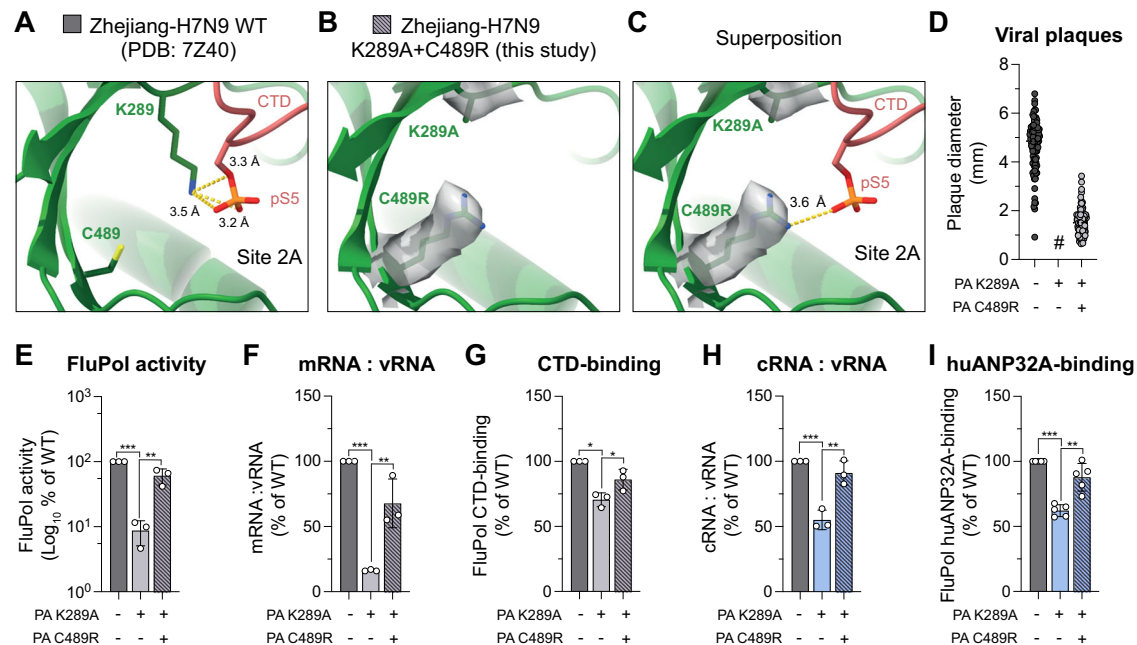 A Zhejiang-H7N9 WT
(PDB: 7Z40)
K289
CTD
3.3 Å
pS5
3.5 Å
3.2 Å
C489
Site 2A
B Zhejiang-H7N9
K289A+C489R (this study)
K289A
C489R
C Superposition
CTD
K289A
pS5
C489R
3.6 Å
Site 2A
D Viral plaques
Plaque diameter
(mm)
8
6
4
2
0
#
PA K289A - + +
PA C489R - - +
E FluPol activity
FluPol activity
(Log10 % of WT)
10³
10²
10¹
10⁰
*** **
PA K289A - + +
PA C489R - - +
F mRNA : vRNA
mRNA :vRNA
(% of WT)
150
100
50
0
*** **
PA K289A - + +
PA C489R - - +
G CTD-binding
FluPol CTD-binding
(% of WT)
150
100
50
0
* *
PA K289A - + +
PA C489R - - +
H cRNA : vRNA
cRNA : vRNA
(% of WT)
150
100
50
0
*** **
PA K289A - + +
PA C489R - - +
I huANP32A-binding
FluPol huANP32A-binding
(% of WT)
150
100
50
0
*** **
PA K289A - + +
PA C489R - - +